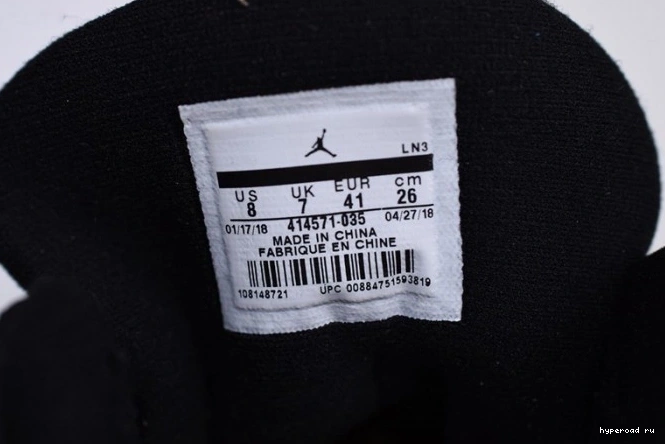 LN3
US UK EUR cm
8 7 41 26
01/17/18 414571-035 04/27/18
MADE IN CHINA
FABRIQUE EN CHINE
108148721 UPC 00884751593819
hyperoad ru